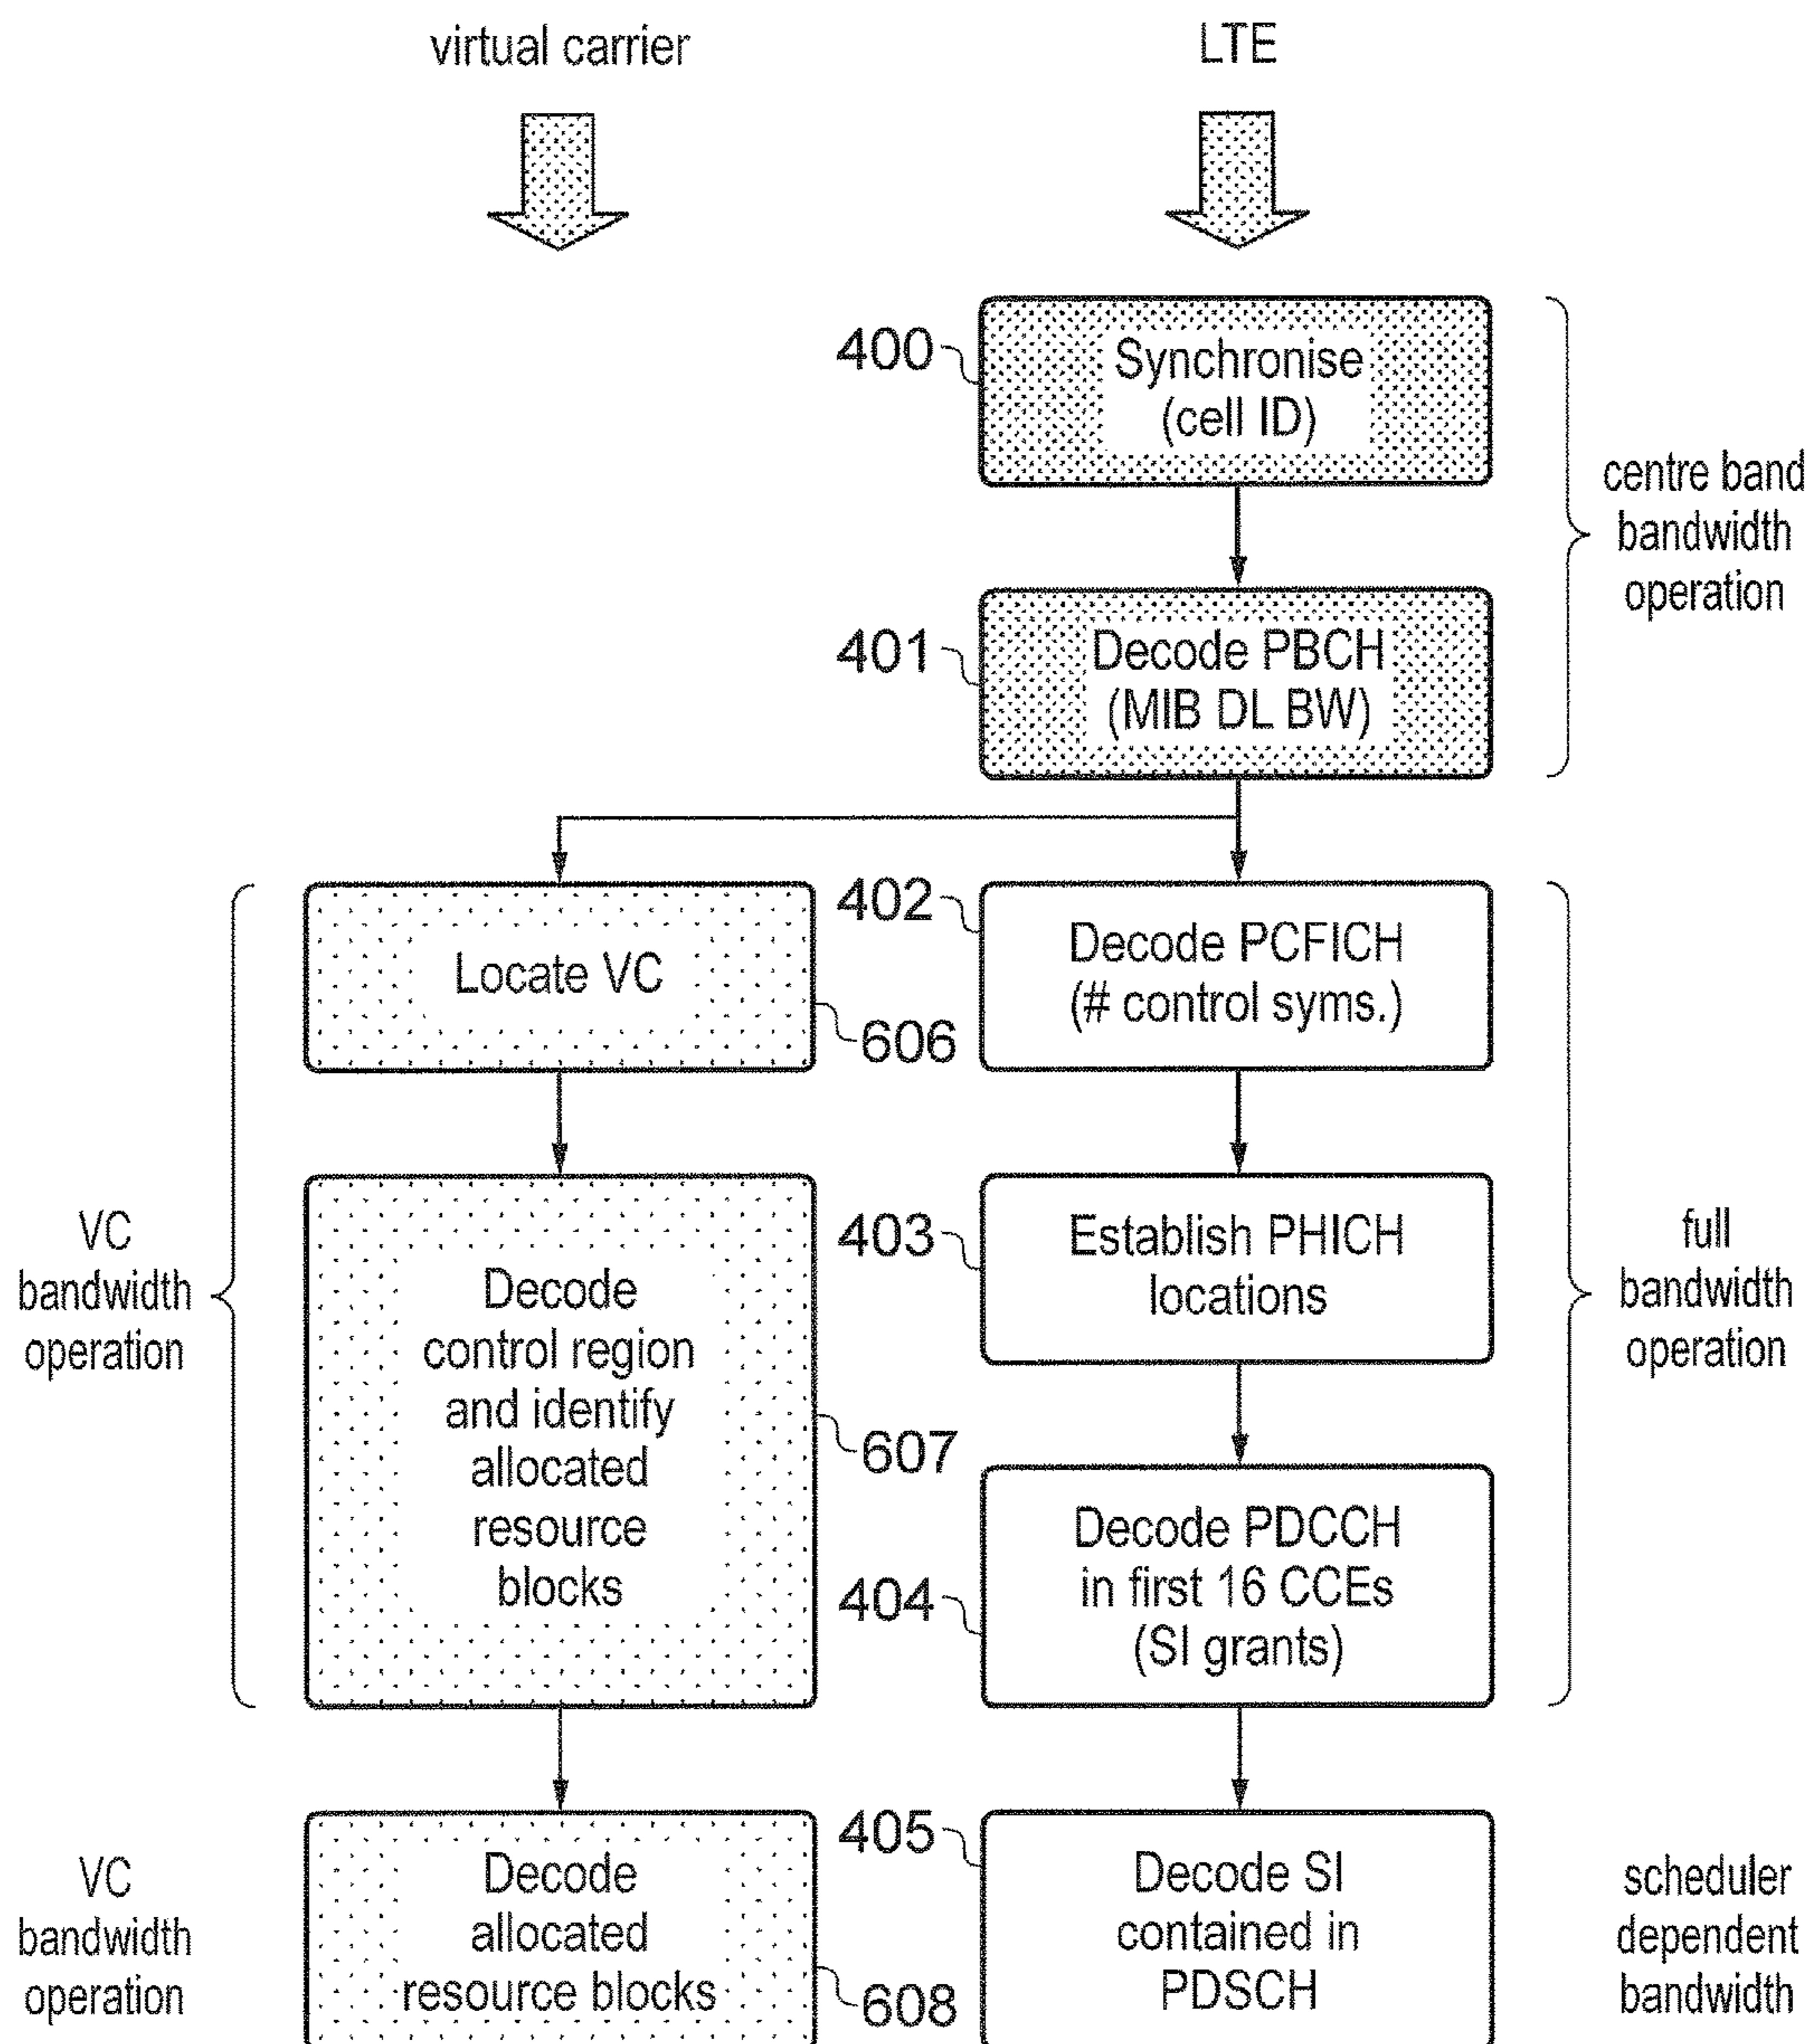 virtual carrier
LTE
400
Synchronise
(cell ID)
centre band
bandwidth
operation
401
Decode PBCH
(MIB DL BW)
Locate VC
606
402
Decode PCFICH
(# control syms.)
VC
bandwidth
operation
Decode
control region
and identify
allocated
resource
blocks
607
403
Establish PHICH
locations
full
bandwidth
operation
404
Decode PDCCH
in first 16 CCEs
(SI grants)
VC
bandwidth
operation
Decode
allocated
resource blocks
608
405
Decode SI
contained in
PDSCH
scheduler
dependent
bandwidth